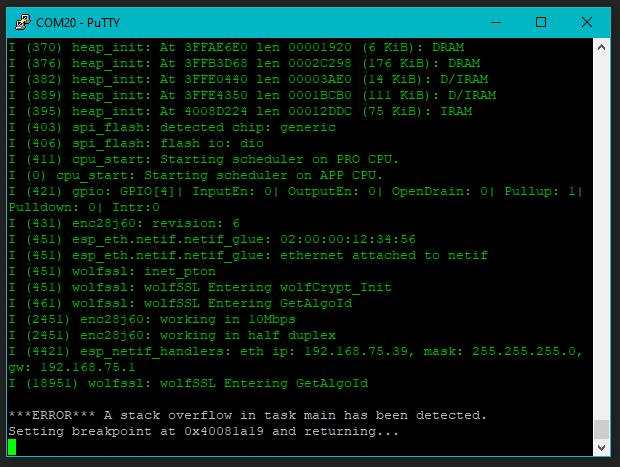 COM20 - PuTTY
I (370) heap_init: At 3FFAE6E0 len 00001920 (6 KiB): DRAM
I (376) heap_init: At 3FFB3D68 len 0002C298 (176 KiB): DRAM
I (382) heap_init: At 3FFE0440 len 00003AE0 (14 KiB): D/IRAM
I (389) heap_init: At 3FFE4350 len 0001BCB0 (111 KiB): D/IRAM
I (395) heap_init: At 4008D224 len 00012DDC (75 KiB): IRAM
I (403) spi_flash: detected chip: generic
I (406) spi_flash: flash io: dio
I (411) cpu_start: Starting scheduler on PRO CPU.
I (0) cpu_start: Starting scheduler on APP CPU.
I (421) gpio: GPIO[4]| InputEn: 0| OutputEn: 0| OpenDrain: 0| Pullup: 1|
Pulldown: 0| Intr:0
I (431) enc28j60: revision: 6
I (451) esp_eth.netif.netif_glue: 02:00:00:12:34:56
I (451) esp_eth.netif.netif_glue: ethernet attached to netif
I (451) wolfssl: inet_pton
I (451) wolfssl: wolfSSL Entering wolfCrypt_Init
I (461) wolfssl: wolfSSL Entering GetAlgoId
I (2451) enc28j60: working in 10Mbps
I (2451) enc28j60: working in half duplex
I (4421) esp_netif_handlers: eth ip: 192.168.75.39, mask: 255.255.255.0,
gw: 192.168.75.1
I (18951) wolfssl: wolfSSL Entering GetAlgoId
***ERROR*** A stack overflow in task main has been detected.
Setting breakpoint at 0x40081a19 and returning...